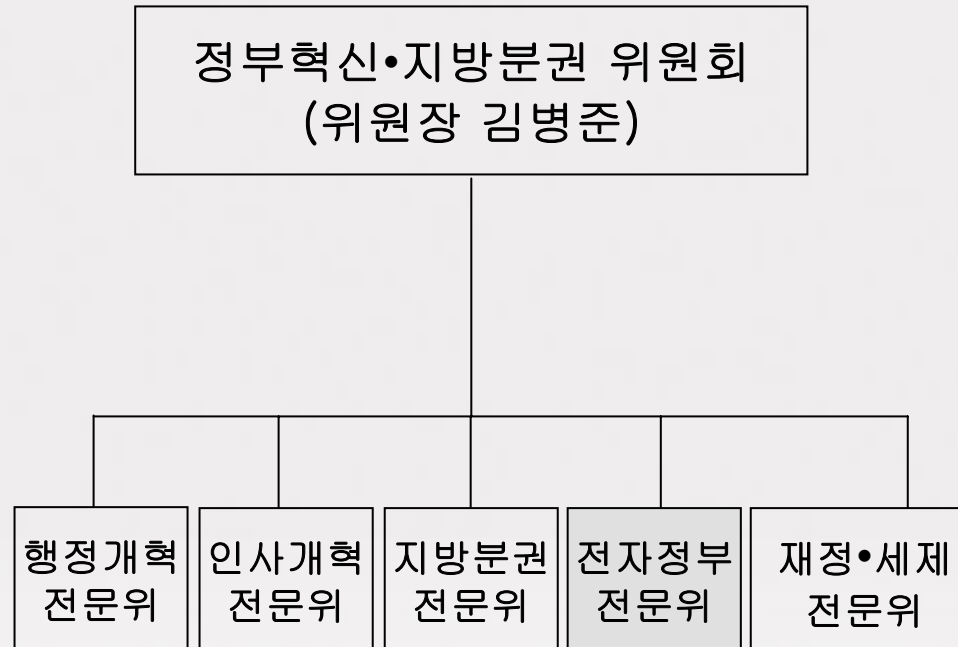 정부혁신•지방분권 위원회
(위원장 김병준)
행정개혁
전문위
인사개혁
전문위
지방분권
전문위
전자정부
전문위
재정•세제
전문위